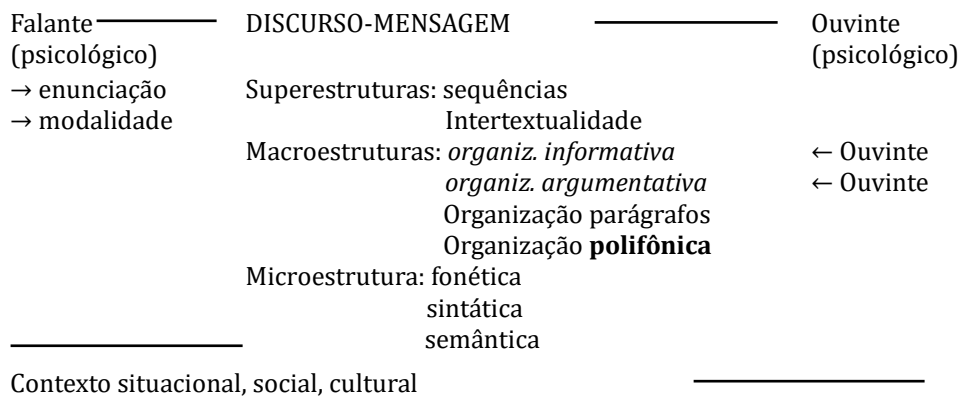 Falante DISCURSO-MENSAGEM Ouvinte
(psicológico) (psicológico)
→ enunciação Superestruturas: sequências
→ modalidade Intertextualidade
Macroestruturas: organiz. informativa ← Ouvinte
organiz. argumentativa ← Ouvinte
Organização parágrafos
Organização polifônica
Microestrutura: fonética
sintática
semântica
Contexto situacional, social, cultural